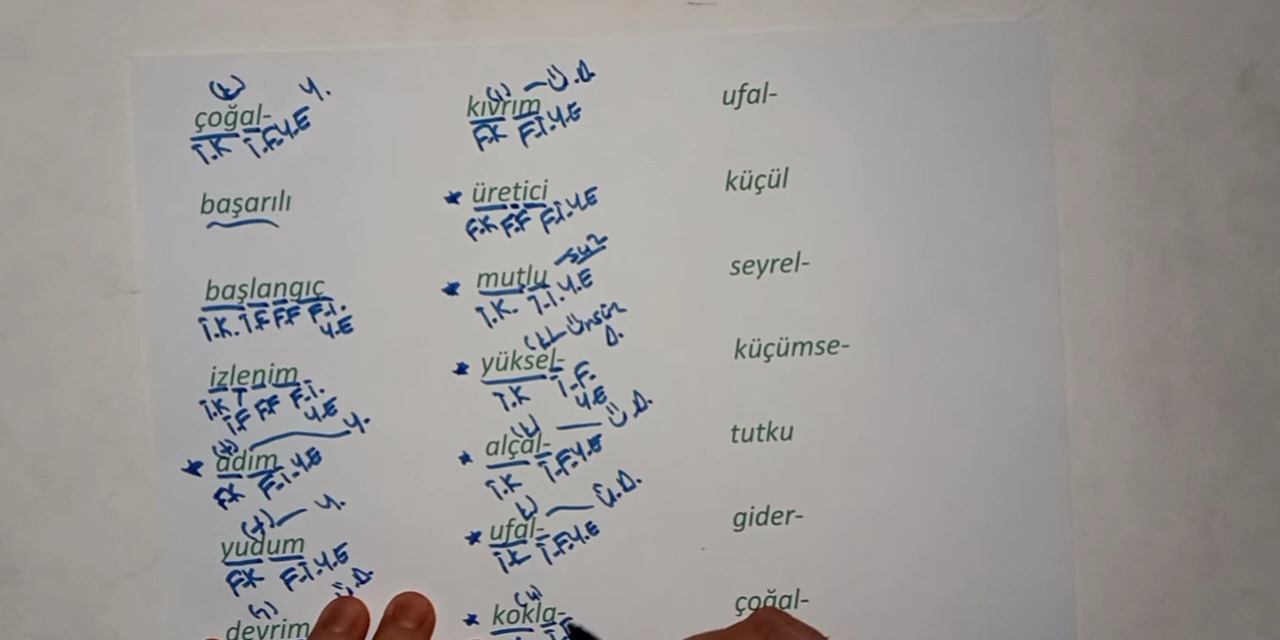 (k) Y.
çoğal-
İ.K İ.F.Y.E
başarılı
başlangıç
İ.K. İ.F F.F F.İ.
Y.E
izlenim
İ.K İ.F F.F F.İ.
Y.E
Y.
adım
F.K F.İ.Y.E
Y.
yudum
F.K F.İ.Y.E
Ü.D.
devrim
(ı) Ü.D
kıvrım
F.K F.İ.Y.E
üretici
F.K F.F F.İ.Y.E
mutlu
İ.K. İ.İ.Y.E
(k) Ünsüz
D.
yüksel-
İ.K İ.F.
Y.E
(k) Ü.D.
alçal-
İ.K İ.F.Y.E
(k) Ü.D.
ufal-
İ.K İ.F.Y.E
(u)
kokla-
ufal-
küçül
seyrel-
küçümse-
tutku
gider-
çoğal-